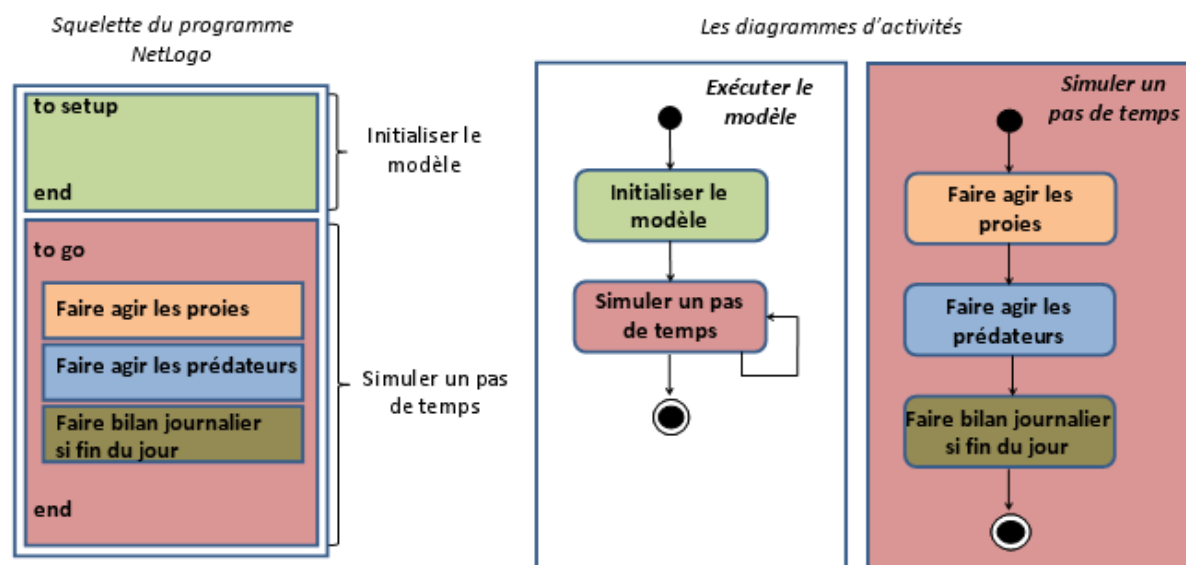 Squelette du programme
NetLogo
to setup
end
Initialiser le
modèle
to go
Faire agir les proies
Faire agir les prédateurs
Faire bilan journalier
si fin du jour
end
Simuler un pas
de temps
Les diagrammes d'activités
Exécuter le
modèle
Initialiser le
modèle
Simuler un pas
de temps
Simuler un
pas de temps
Faire agir les
proies
Faire agir les
prédateurs
Faire bilan journalier
si fin du jour